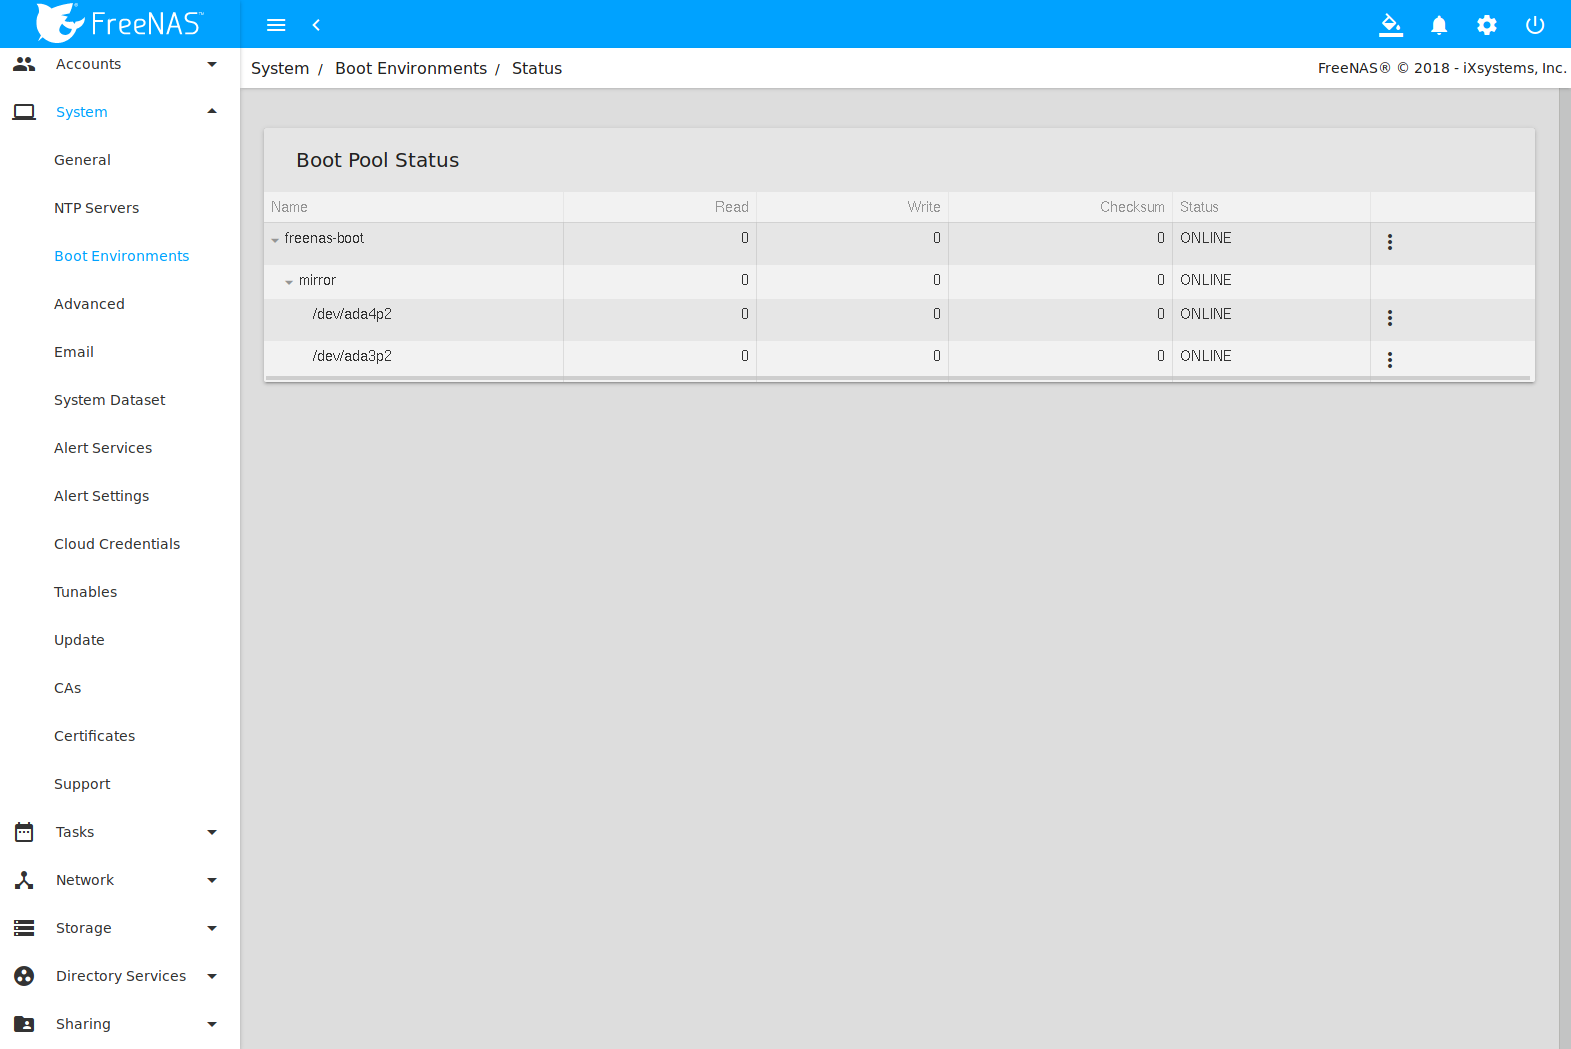 FreeNAS™
System / Boot Environments / Status
FreeNAS® © 2018 - iXsystems, Inc.
Accounts
System
General
NTP Servers
Boot Environments
Advanced
Email
System Dataset
Alert Services
Alert Settings
Cloud Credentials
Tunables
Update
CAs
Certificates
Support
Tasks
Network
Storage
Directory Services
Sharing
Boot Pool Status
Name Read Write Checksum Status
freenas-boot 0 0 0 ONLINE
mirror 0 0 0 ONLINE
/dev/ada4p2 0 0 0 ONLINE
/dev/ada3p2 0 0 0 ONLINE